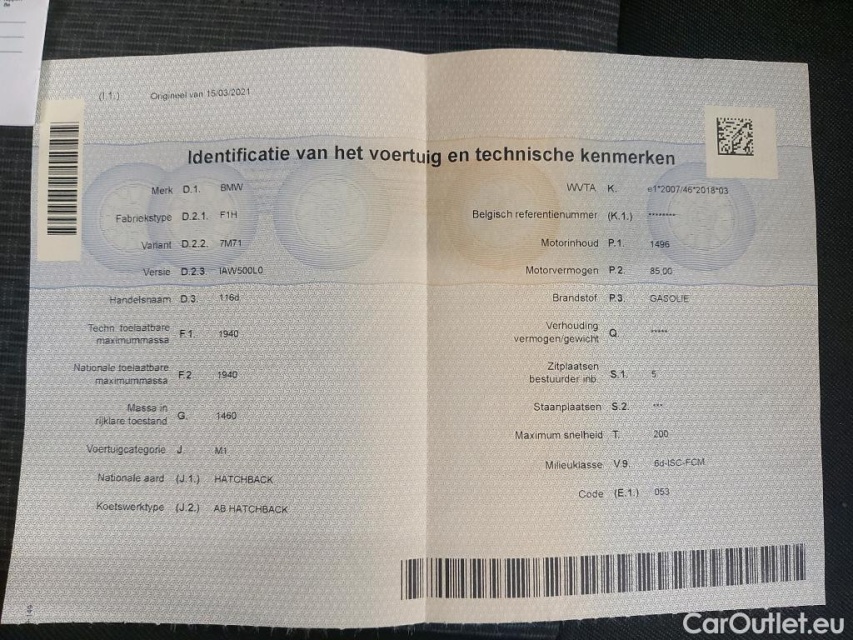 (I.1.) Origineel van 15/03/2021
Identificatie van het voertuig en technische kenmerken
Merk D.1. BMW
Fabriekstype D.2.1. F1H
Variant D.2.2. 7M71
Versie D.2.3 IAW500L0
Handelsnaam D.3. 116d
Techn. toelaatbare
maximummassa F.1. 1940
Nationale toelaatbare
maximummassa F.2. 1940
Massa in
rijklare toestand G. 1460
Voertuigcategorie J. M1
Nationale aard (J.1.) HATCHBACK
Koetswerktype (J.2.) AB HATCHBACK
WVTA K. e1*2007/46*2018*03
Belgisch referentienummer (K.1.) ********
Motorinhoud P.1. 1496
Motorvermogen P.2. 85,00
Brandstof P.3. GASOLIE
Verhouding
vermogen/gewicht Q. *****
Zitplaatsen
bestuurder inb. S.1. 5
Staanplaatsen S.2. ***
Maximum snelheid T. 200
Milieuklasse V.9. 6d-ISC-FCM
Code (E.1.) 053
CarOutlet.eu